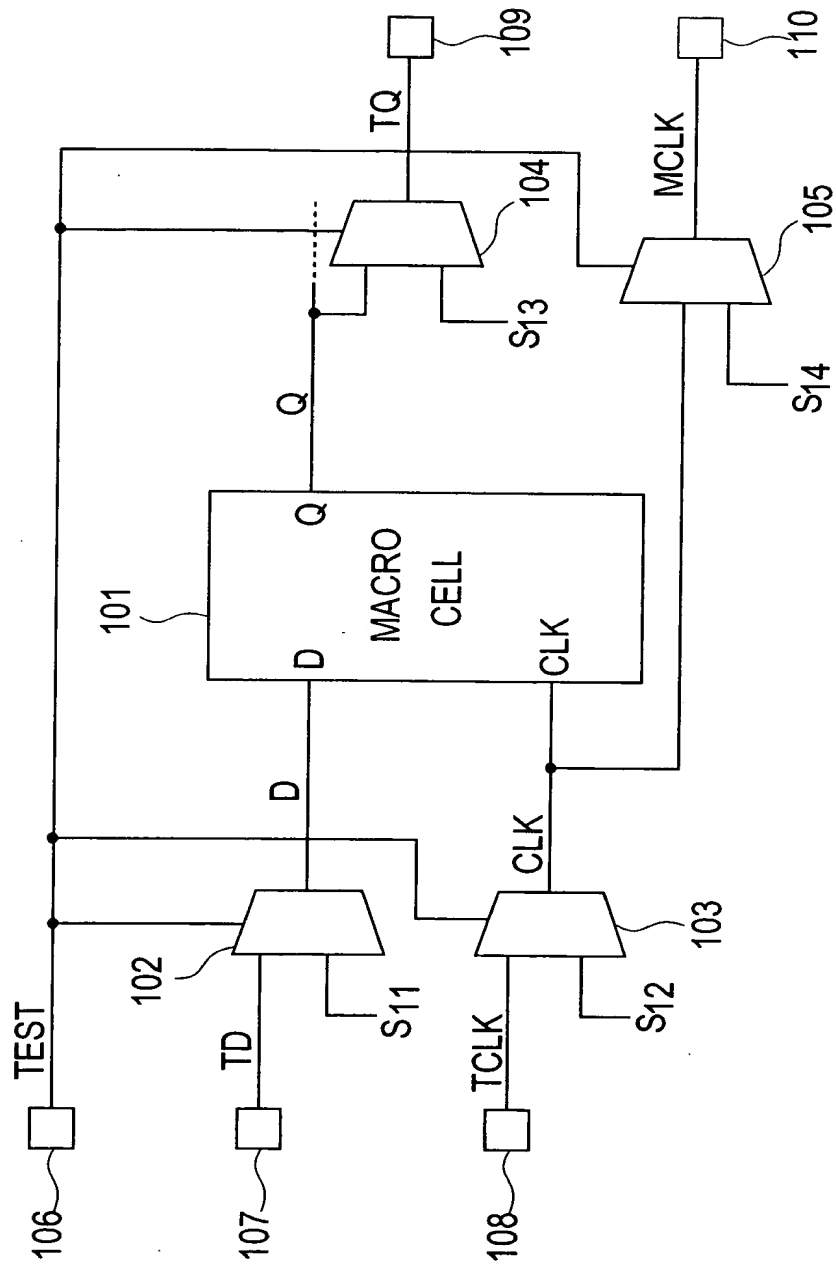 106
TEST
107
TD
102
S11
D
108
TCLK
S12
103
CLK
101
D
Q
MACRO
CELL
CLK
Q
S13
104
TQ
109
S14
105
MCLK
110